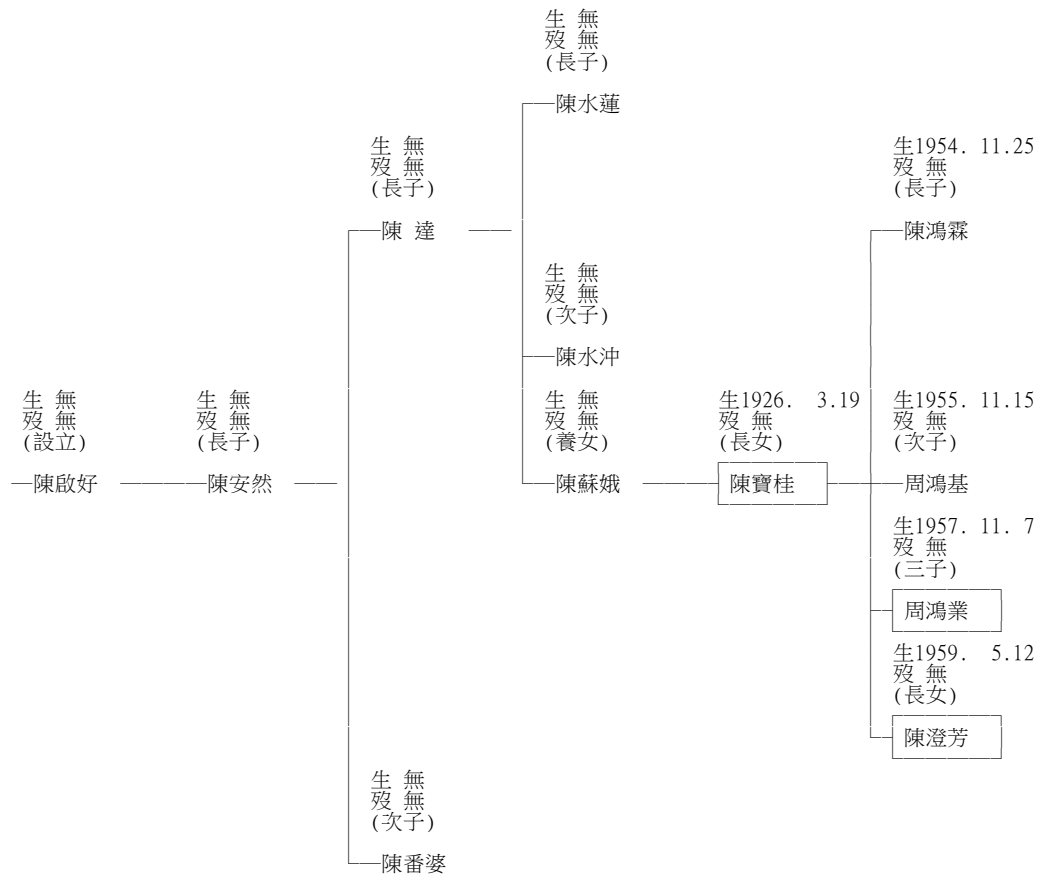 生 無
歿 無
(長子)
陳水蓮
生 無
歿 無
(長子)
陳 達
生1954. 11.25
歿 無
(長子)
陳鴻霖
生 無
歿 無
(次子)
陳水沖
生 無
歿 無
(設立)
陳啟好
生 無
歿 無
(長子)
陳安然
生 無
歿 無
(養女)
陳蘇娥
生1926. 3.19
歿 無
(長女)
陳寶桂
生1955. 11.15
歿 無
(次子)
周鴻基
生1957. 11. 7
歿 無
(三子)
周鴻業
生1959. 5.12
歿 無
(長女)
陳澄芳
生 無
歿 無
(次子)
陳番婆